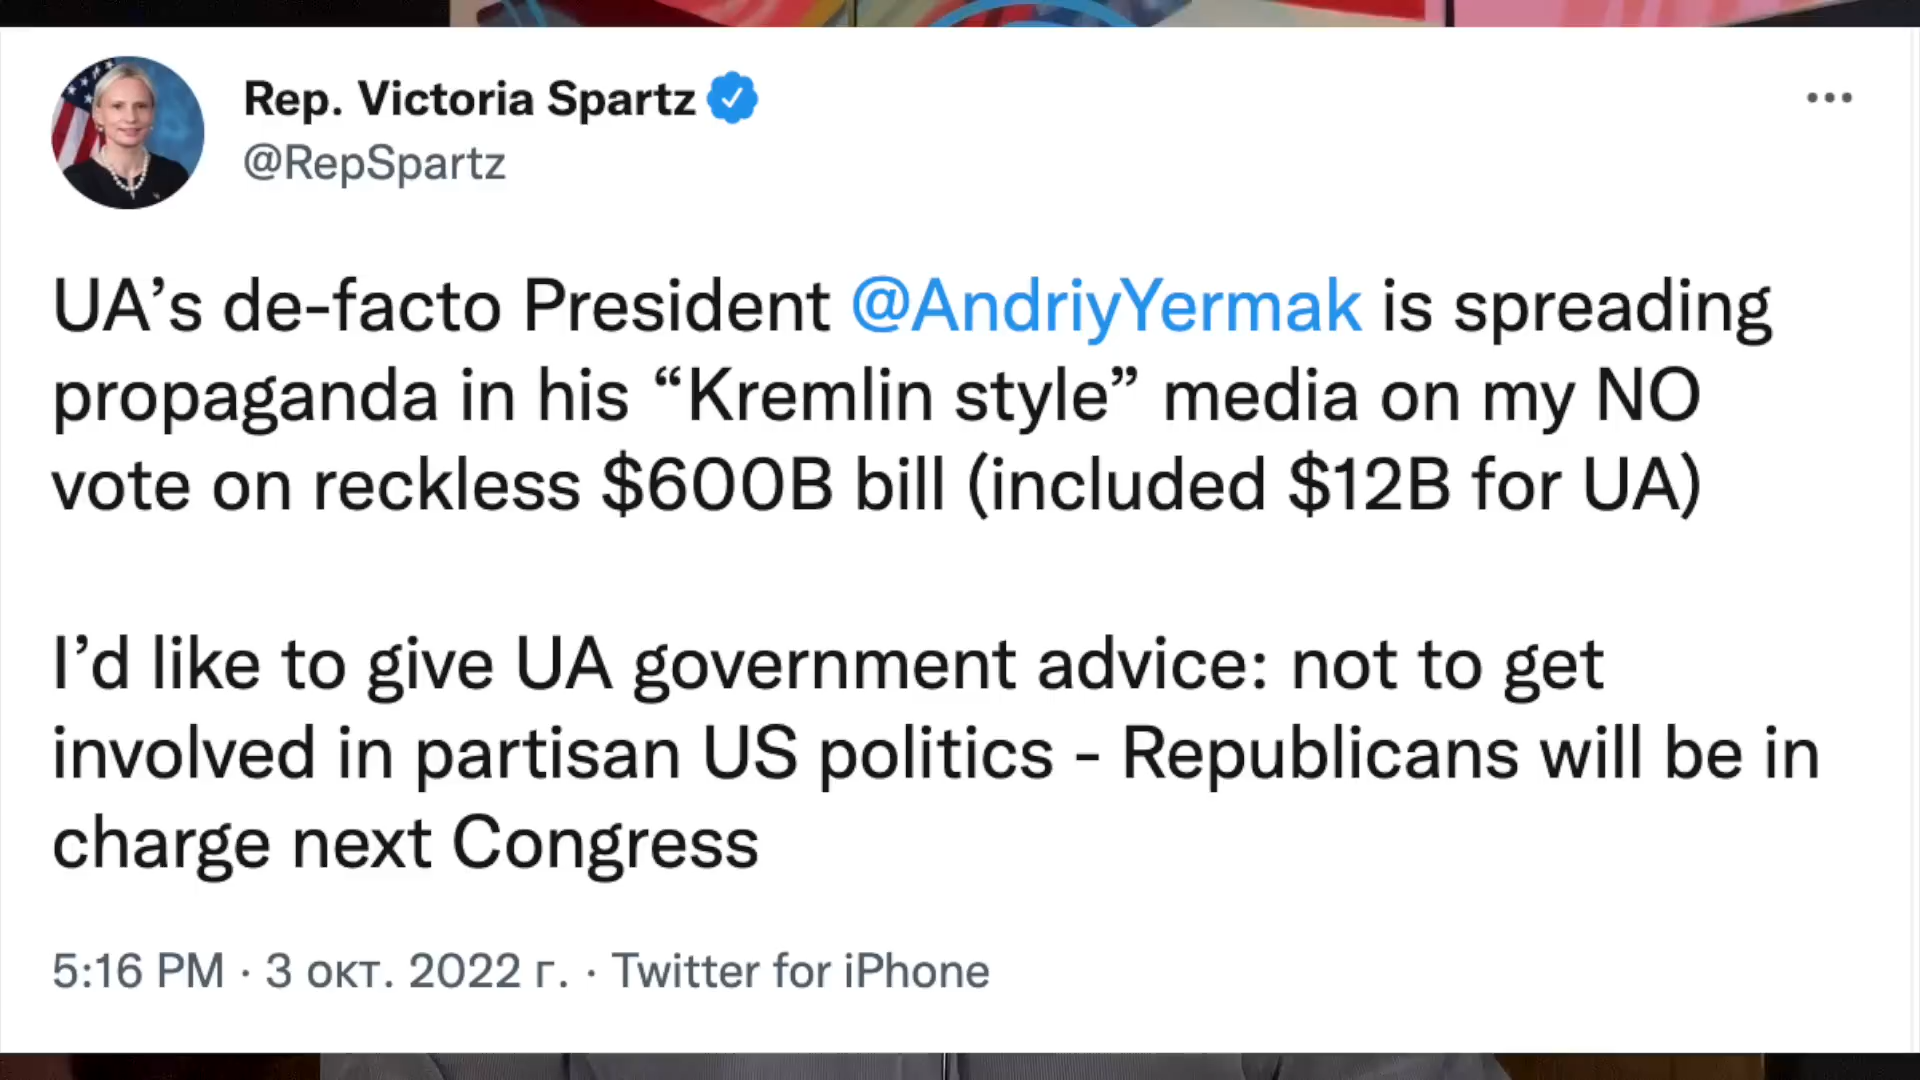 Rep. Victoria Spartz
@RepSpartz
UA’s de-facto President @AndriyYermak is spreading
propaganda in his “Kremlin style” media on my NO
vote on reckless $600B bill (included $12B for UA)
I’d like to give UA government advice: not to get
involved in partisan US politics - Republicans will be in
charge next Congress
5:16 PM · 3 окт. 2022 г. · Twitter for iPhone